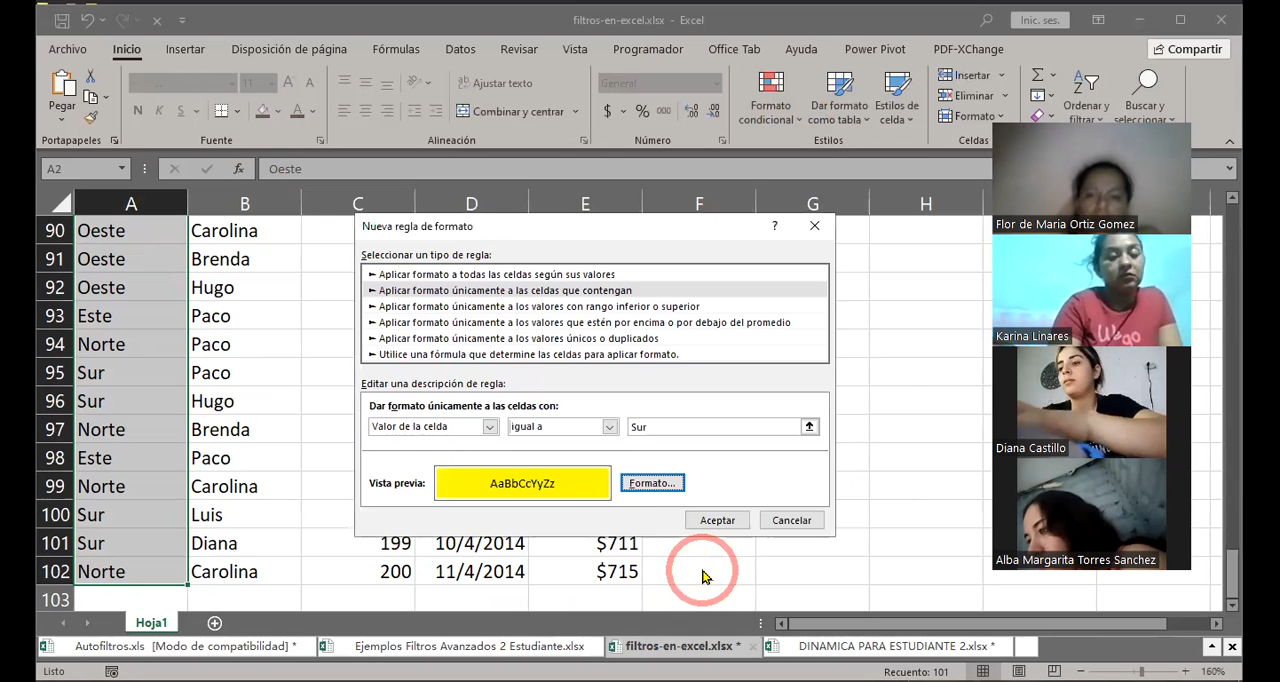 filtros-en-excel.xlsx - Excel
Inic. ses.
Archivo Inicio Insertar Disposición de página Fórmulas Datos Revisar Vista Programador Office Tab Ayuda Power Pivot PDF-XChange Compartir
Pegar
N K S
Ajustar texto
Combinar y centrar
General
$ % 000
Formato condicional
Dar formato como tabla
Estilos de celda
Insertar
Eliminar
Formato
Ordenar y filtrar
Buscar y seleccionar
Portapapeles Fuente Alineación Número Estilos Celdas
A2 fx Oeste
A B C D E F G H
90 Oeste Carolina
91 Oeste Brenda
92 Oeste Hugo
93 Este Paco
94 Norte Paco
95 Sur Paco
96 Sur Hugo
97 Norte Brenda
98 Este Paco
99 Norte Carolina
100 Sur Luis
101 Sur Diana 199 10/4/2014 $711
102 Norte Carolina 200 11/4/2014 $715
103
Nueva regla de formato ?
Seleccionar un tipo de regla:
► Aplicar formato a todas las celdas según sus valores
► Aplicar formato únicamente a las celdas que contengan
► Aplicar formato únicamente a los valores con rango inferior o superior
► Aplicar formato únicamente a los valores que estén por encima o por debajo del promedio
► Aplicar formato únicamente a los valores únicos o duplicados
► Utilice una fórmula que determine las celdas para aplicar formato.
Editar una descripción de regla:
Dar formato únicamente a las celdas con:
Valor de la celda igual a Sur
Vista previa: AaBbCcYyZz Formato...
Aceptar Cancelar
Flor de Maria Ortiz Gomez
Karina Linares
Diana Castillo
Alba Margarita Torres Sanchez
Hoja1
Autofiltros.xls [Modo de compatibilidad] * Ejemplos Filtros Avanzados 2 Estudiante.xlsx filtros-en-excel.xlsx * DINAMICA PARA ESTUDIANTE 2.xlsx *
Listo Recuento: 101 160%